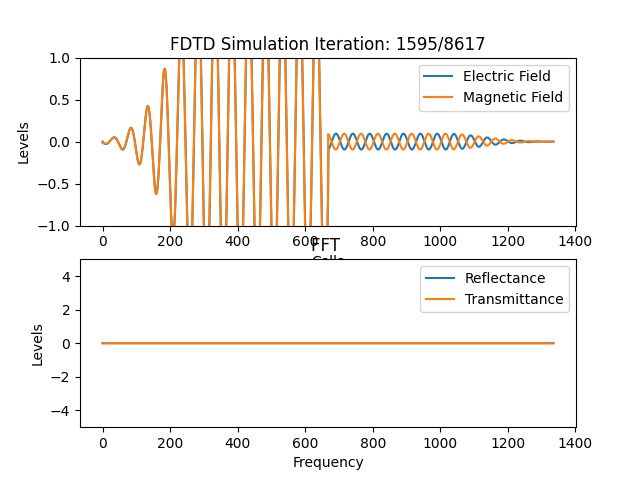 FDTD Simulation Iteration: 1595/8617
Levels
1.0
0.5
0.0
−0.5
−1.0
Electric Field
Magnetic Field
0 200 400 600 800 1000 1200 1400
Cells
FFT
Levels
4
2
0
−2
−4
Reflectance
Transmittance
0 200 400 600 800 1000 1200 1400
Frequency